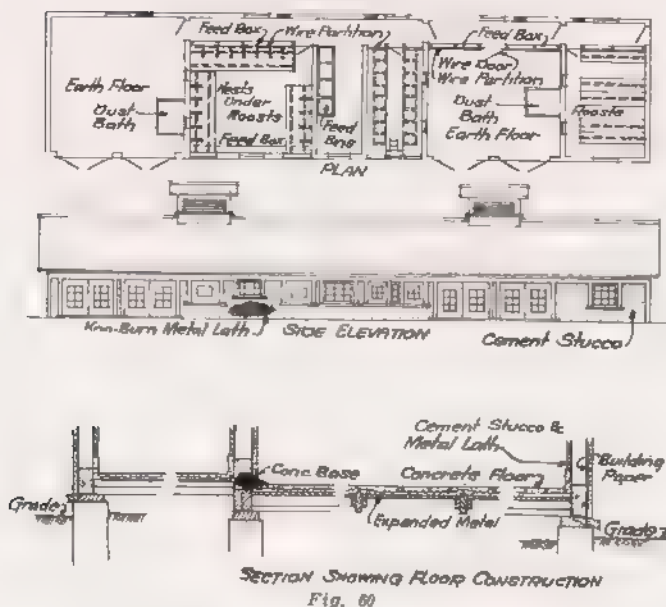 Feed Box
Wire Partition
Feed Box
Earth Floor
Dust
Bath
Nests
Under
Roosts
Feed Box
Feed
Bins
Wire Door
Wire Partition
Dust
Bath
Earth Floor
Roosts
PLAN
Kno-Burn Metal Lath
SIDE ELEVATION
Cement Stucco
Cement Stucco &
Metal Lath
Conc. Base
Concrete Floor
Building
Paper
Grade
Expanded Metal
Grade
SECTION SHOWING FLOOR CONSTRUCTION
Fig. 60